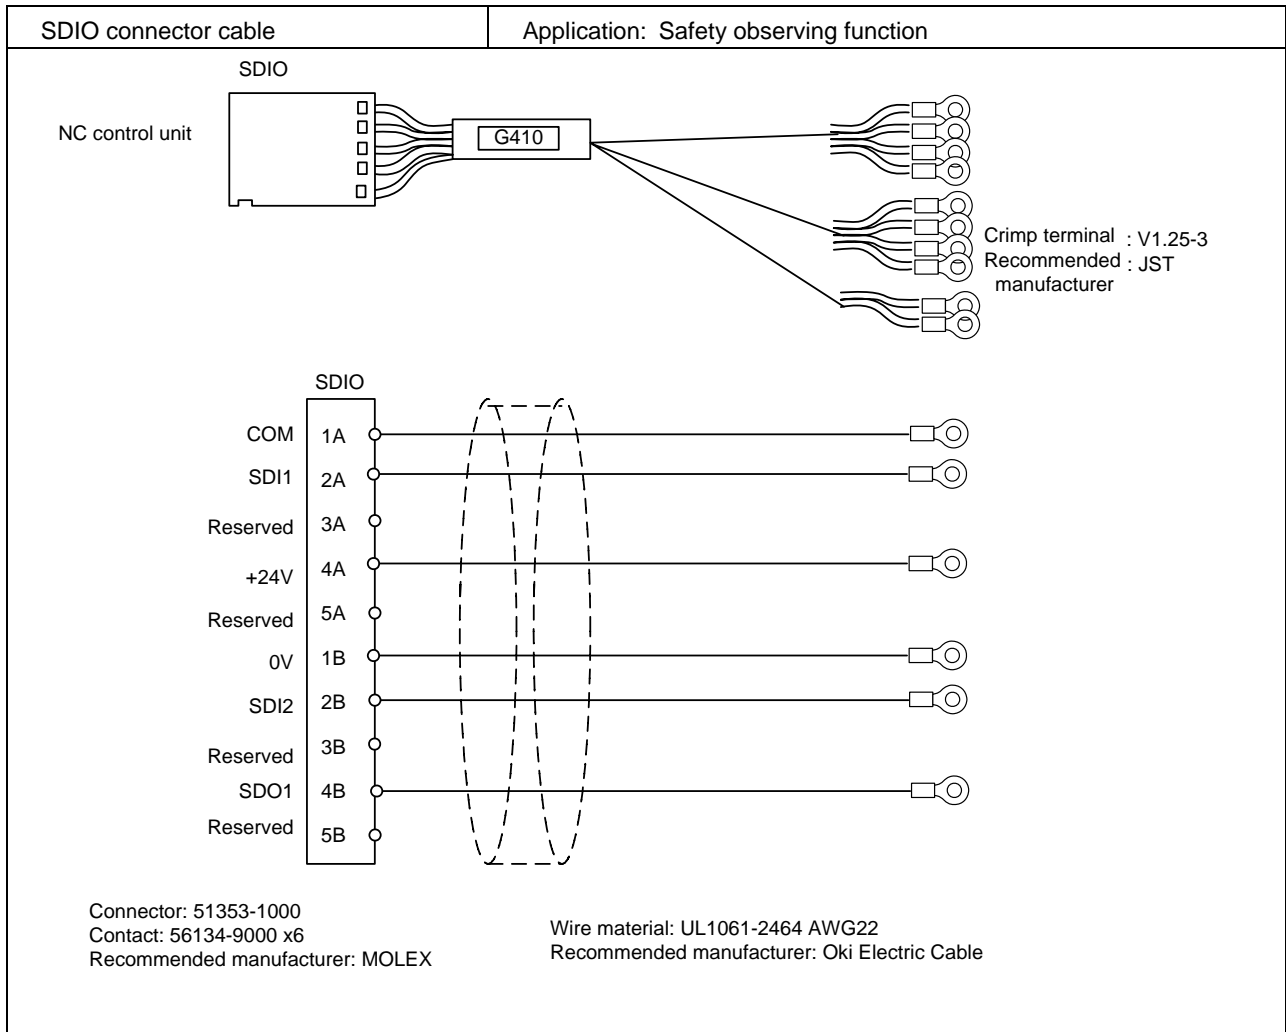 SDIO connector cable
Application: Safety observing function
SDIO
NC control unit
G410
Crimp terminal : V1.25-3
Recommended : JST
manufacturer
SDIO
COM 1A
SDI1 2A
Reserved 3A
+24V 4A
Reserved 5A
0V 1B
SDI2 2B
Reserved 3B
SDO1 4B
Reserved 5B
Connector: 51353-1000
Contact: 56134-9000 x6
Recommended manufacturer: MOLEX
Wire material: UL1061-2464 AWG22
Recommended manufacturer: Oki Electric Cable